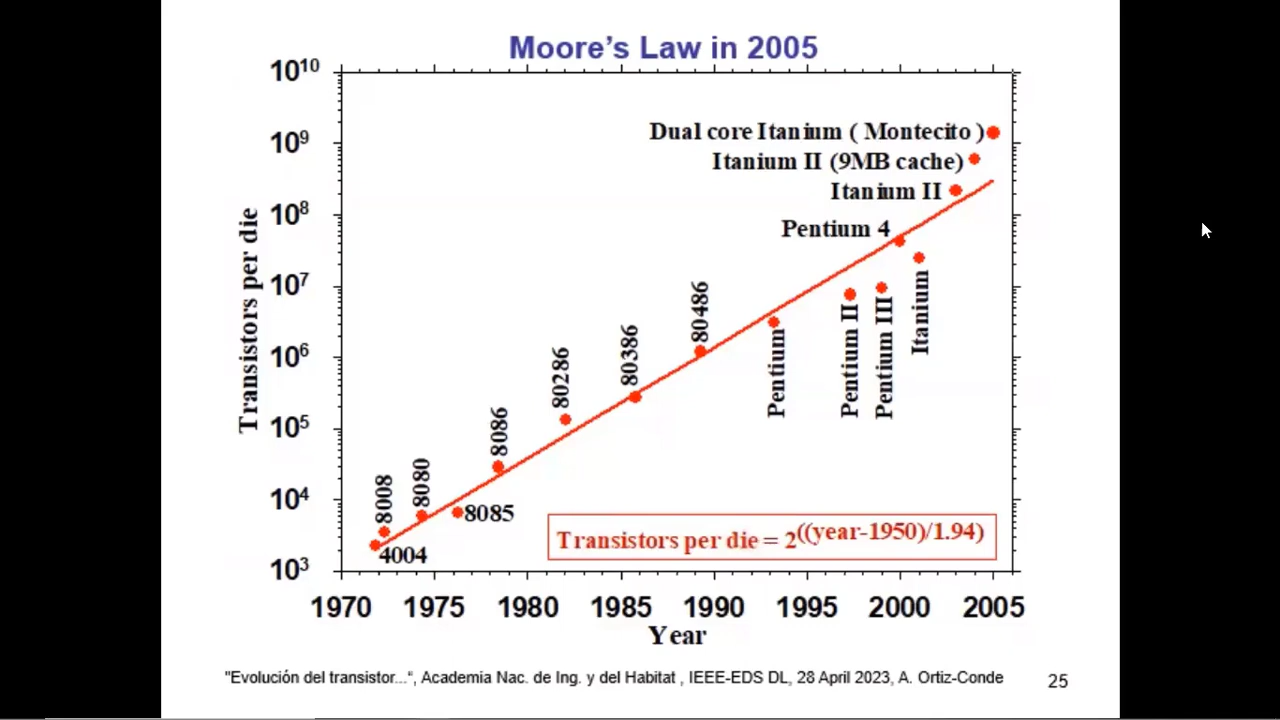 Moore's Law in 2005
10^10
10^9
10^8
10^7
10^6
10^5
10^4
10^3
Transistors per die
Dual core Itanium ( Montecito )
Itanium II (9MB cache)
Itanium II
Pentium 4
Itanium
Pentium III
Pentium II
Pentium
80486
80386
80286
8086
8085
8080
8008
4004
Transistors per die = 2^((year-1950)/1.94)
1970 1975 1980 1985 1990 1995 2000 2005
Year
"Evolución del transistor...“, Academia Nac. de Ing. y del Habitat , IEEE-EDS DL, 28 April 2023, A. Ortiz-Conde
25